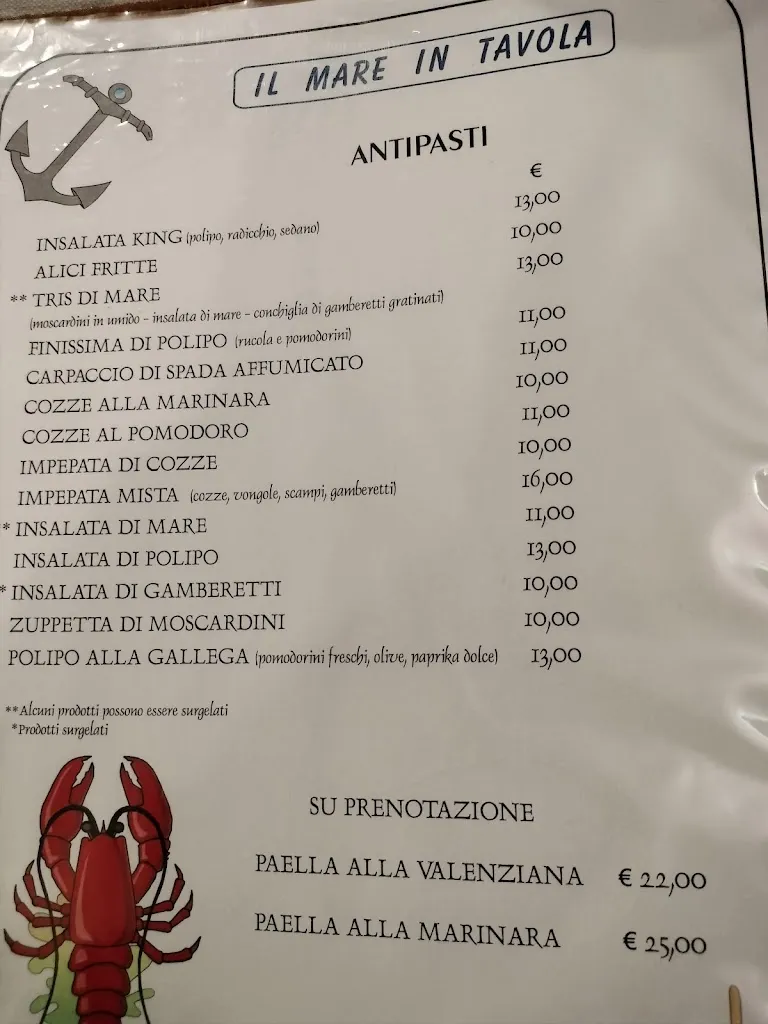 IL MARE IN TAVOLA
ANTIPASTI
€
INSALATA KING (polipo, radicchio, sedano) 13,00
ALICI FRITTE 10,00
** TRIS DI MARE 13,00
(moscardini in umido - insalata di mare - conchiglia di gamberetti gratinati)
FINISSIMA DI POLIPO (rucola e pomodorini) 11,00
CARPACCIO DI SPADA AFFUMICATO 11,00
COZZE ALLA MARINARA 10,00
COZZE AL POMODORO 11,00
IMPEPATA DI COZZE 10,00
IMPEPATA MISTA (cozze, vongole, scampi, gamberetti) 16,00
* INSALATA DI MARE 11,00
INSALATA DI POLIPO 13,00
* INSALATA DI GAMBERETTI 10,00
ZUPPETTA DI MOSCARDINI 10,00
POLIPO ALLA GALLEGA (pomodorini freschi, olive, paprika dolce) 13,00
**Alcuni prodotti possono essere surgelati
*Prodotti surgelati
SU PRENOTAZIONE
PAELLA ALLA VALENZIANA € 22,00
PAELLA ALLA MARINARA € 25,00